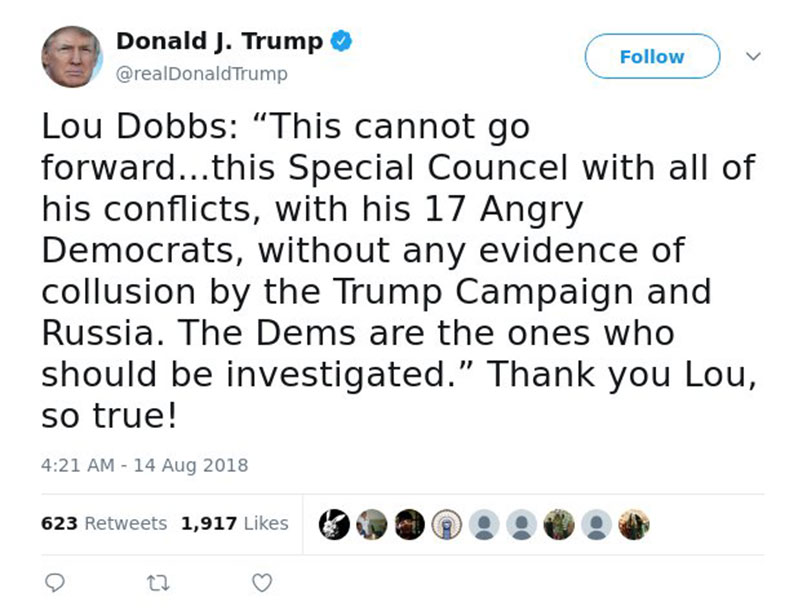 Donald J. Trump
Follow
@realDonaldTrump
Lou Dobbs: “This cannot go
forward...this Special Councel with all of
his conflicts, with his 17 Angry
Democrats, without any evidence of
collusion by the Trump Campaign and
Russia. The Dems are the ones who
should be investigated.” Thank you Lou,
so true!
4:21 AM - 14 Aug 2018
623 Retweets 1,917 Likes